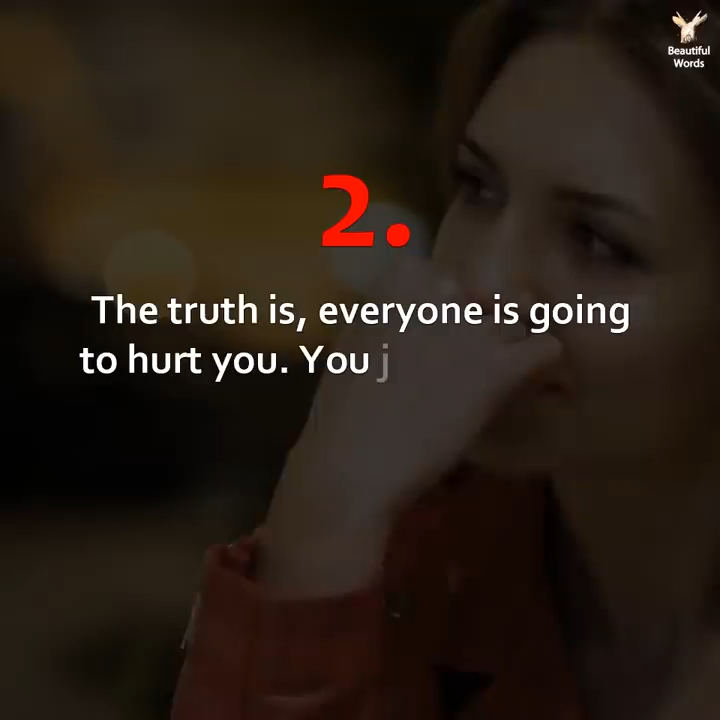 Beautiful
Words
2.
The truth is, everyone is going
to hurt you. You j